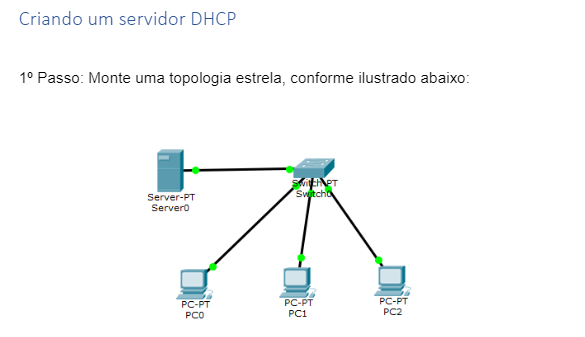 Criando um servidor DHCP
1º Passo: Monte uma topologia estrela, conforme ilustrado abaixo:
Switch-PT
Switch0
Server-PT
Server0
PC-PT
PC0
PC-PT
PC1
PC-PT
PC2